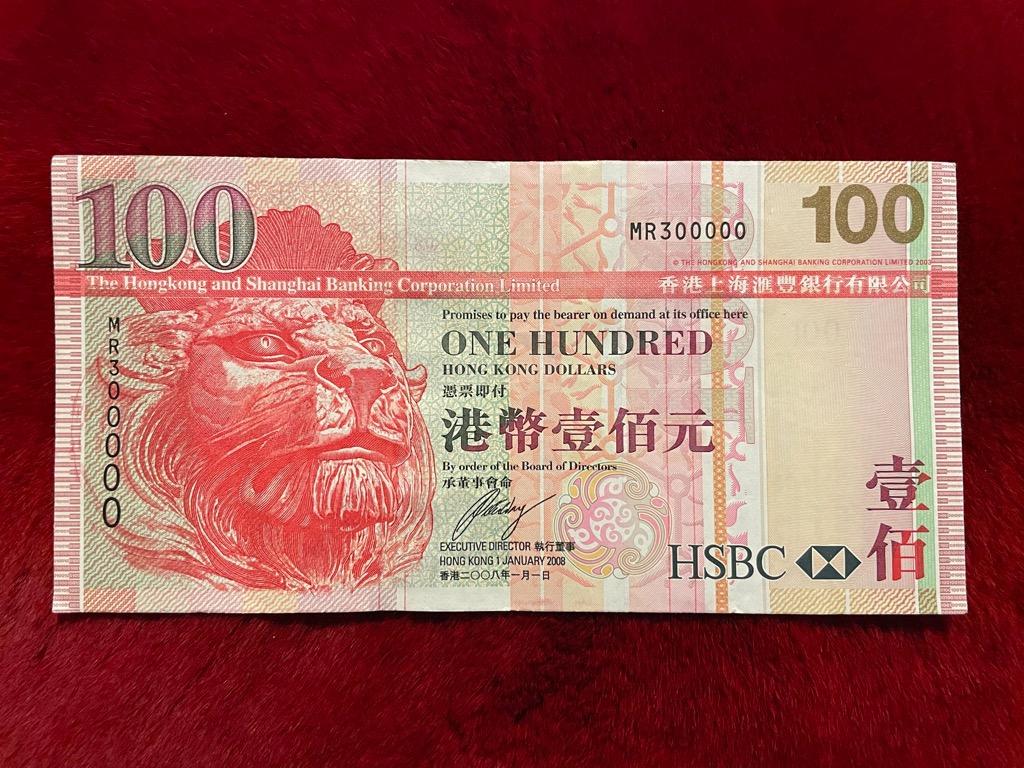 100
MR300000
100
© THE HONGKONG AND SHANGHAI BANKING CORPORATION LIMITED 2003
The Hongkong and Shanghai Banking Corporation Limited
香港上海滙豐銀行有限公司
MR300000
Promises to pay the bearer on demand at its office here
ONE HUNDRED
HONG KONG DOLLARS
憑票即付
港幣壹佰元
By order of the Board of Directors
承董事會命
EXECUTIVE DIRECTOR 執行董事
HONG KONG 1 JANUARY 2008
香港二〇〇八年一月一日
HSBC
壹佰